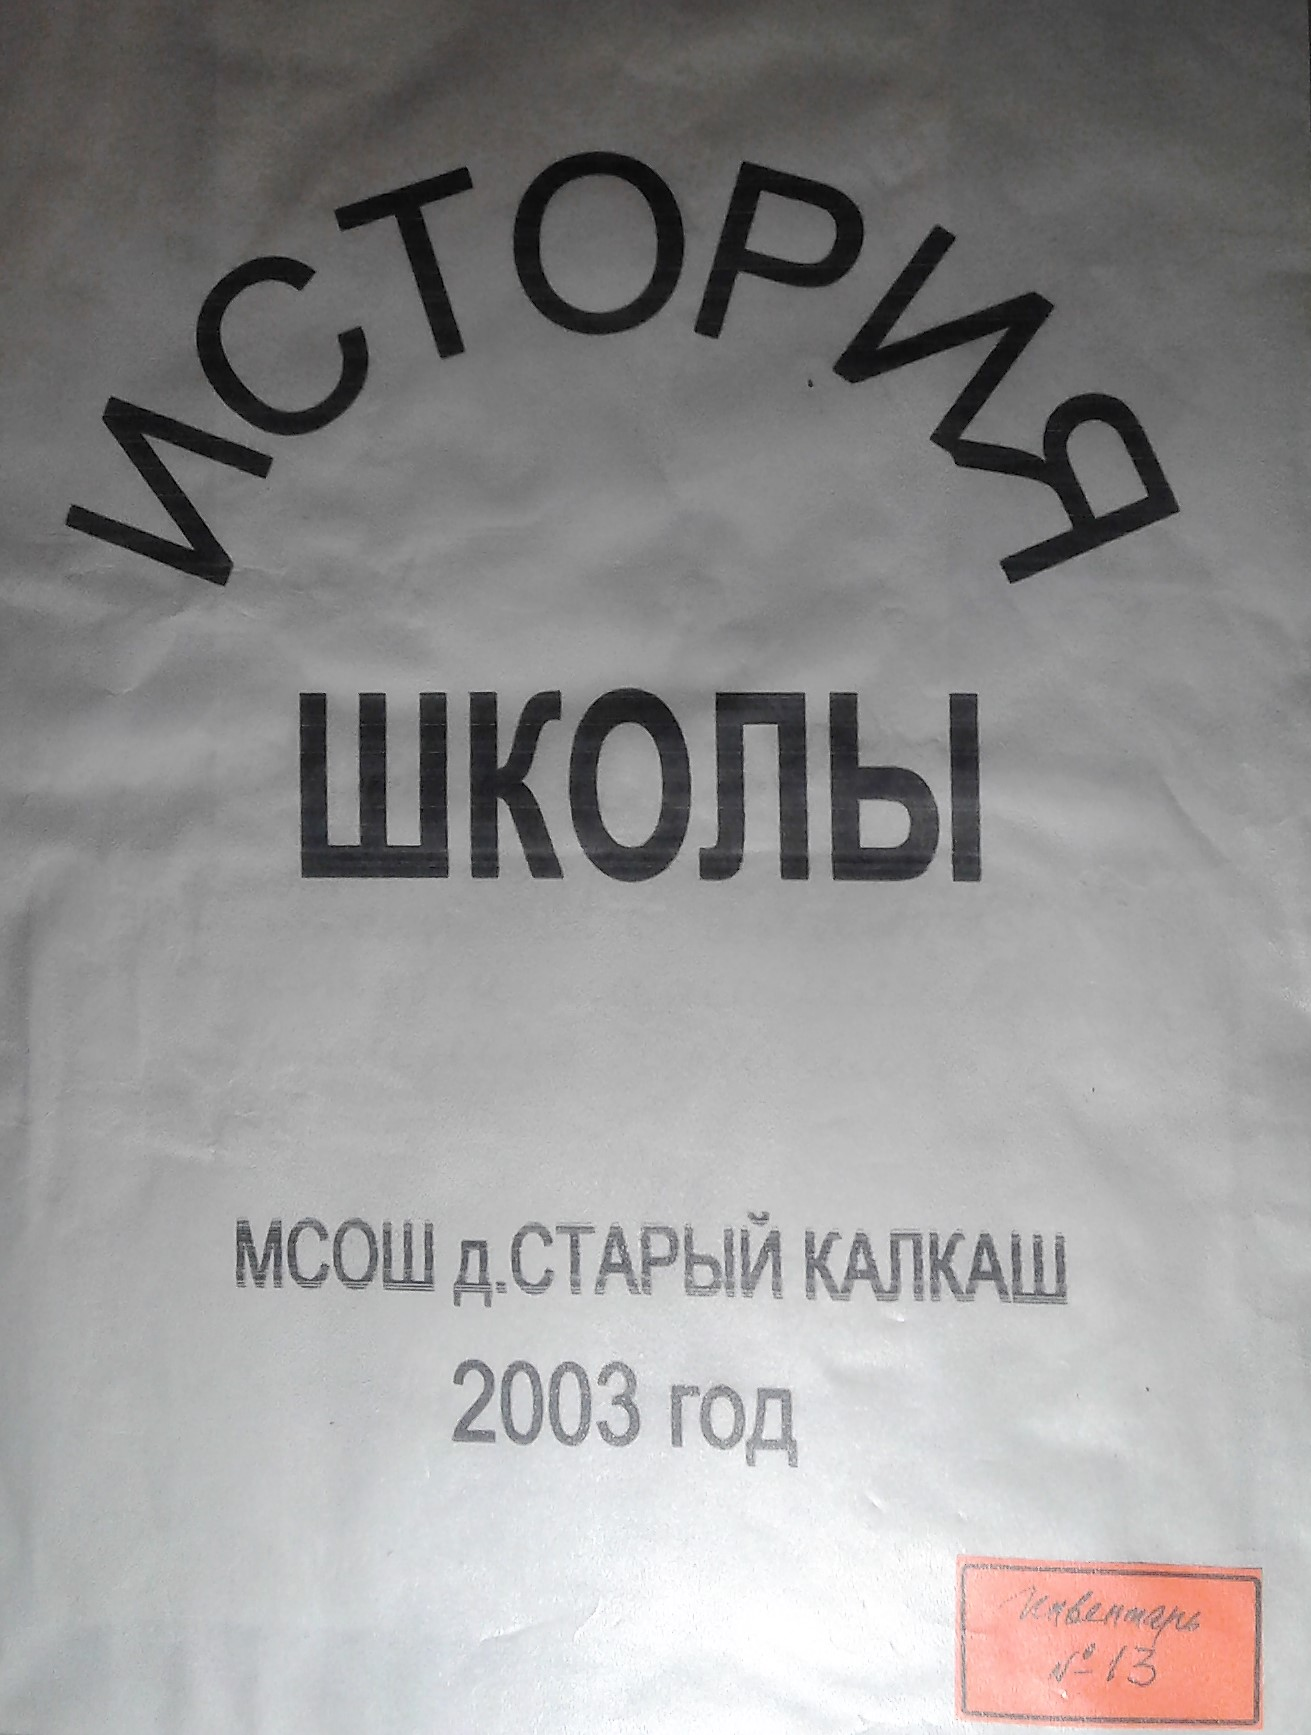 ИСТОРИЯ
ШКОЛЫ
МСОШ д.СТАРЫЙ КАЛКАШ
2003 год
Инвентарь
№ 13